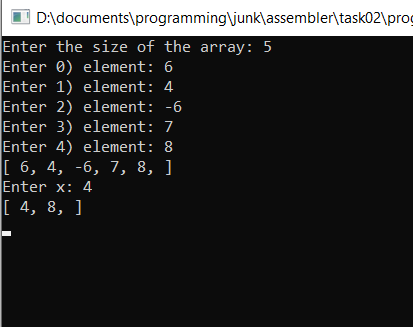 D:\documents\programming\junk\assembler\task02\prog
Enter the size of the array: 5
Enter 0) element: 6
Enter 1) element: 4
Enter 2) element: -6
Enter 3) element: 7
Enter 4) element: 8
[ 6, 4, -6, 7, 8, ]
Enter x: 4
[ 4, 8, ]